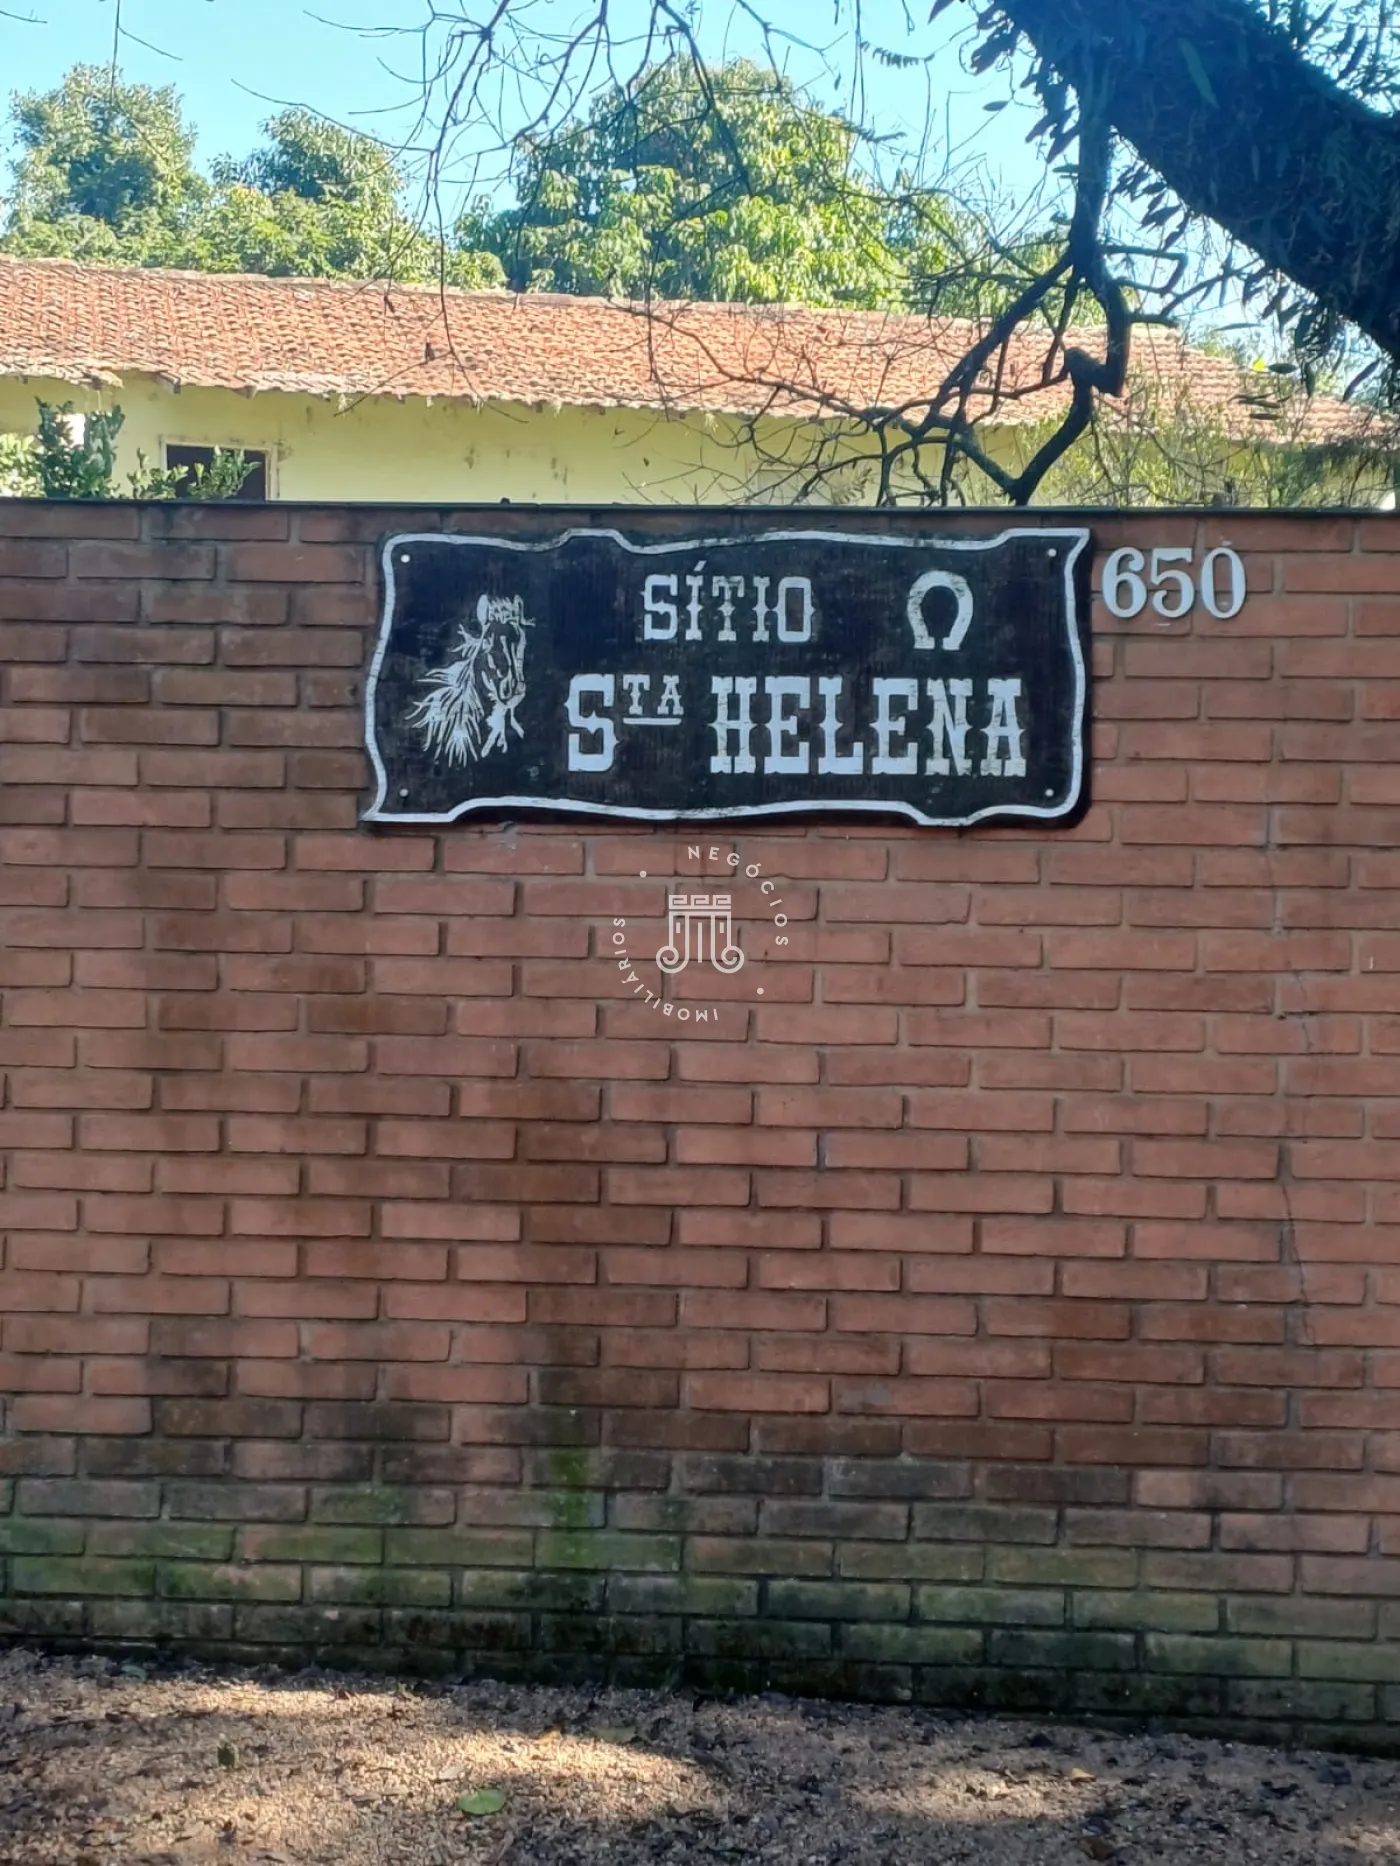 SÍTIO
STA HELENA
650
NEGÓCIOS
IMOBILIÁRIOS